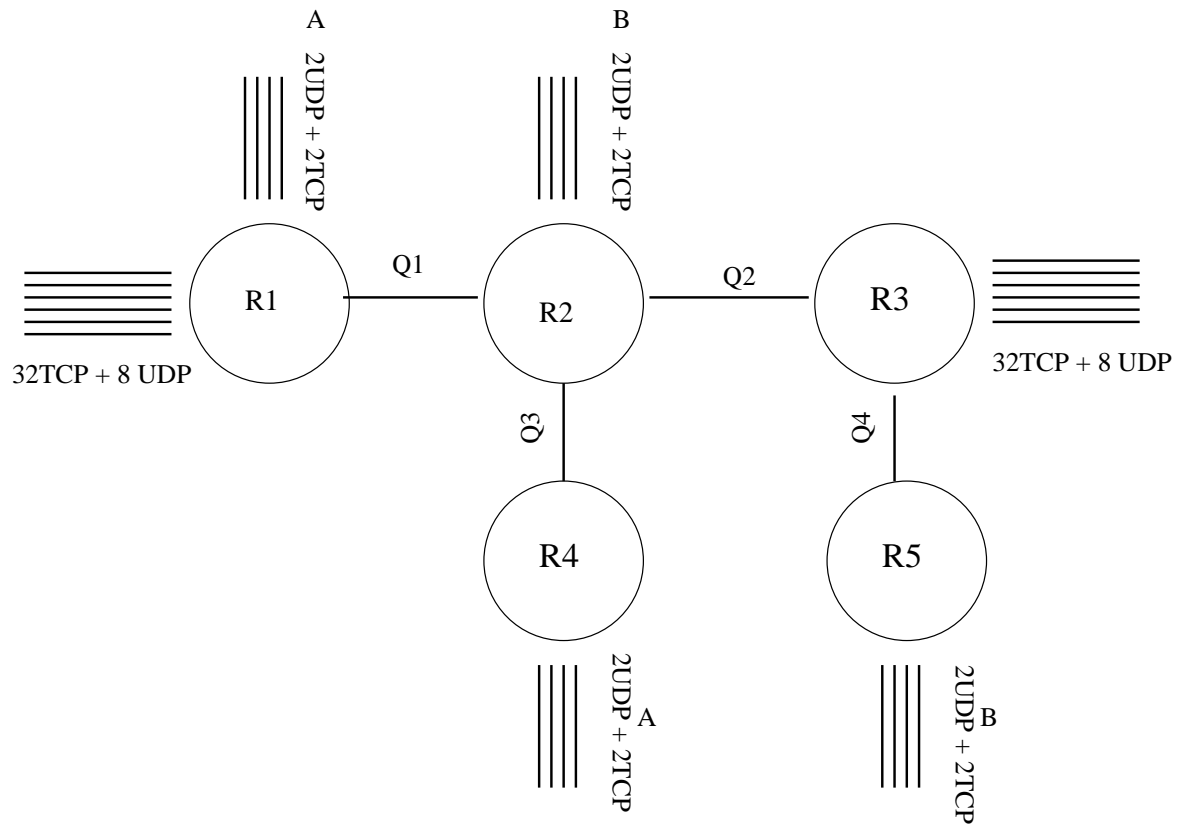 A
B
2UDP + 2TCP
2UDP + 2TCP
Q1
Q2
R1
R2
R3
32TCP + 8 UDP
32TCP + 8 UDP
Q3
Q4
R4
R5
2UDP + 2TCP
A
2UDP + 2TCP
B